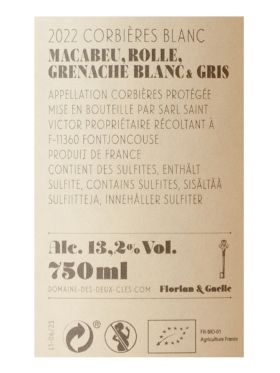 2022 CORBIÈRES BLANC
MACABEU, ROLLE,
GRENACHE BLANC & GRIS
APPELLATION CORBIÈRES PROTÉGÉE
MISE EN BOUTEILLE PAR SARL SAINT
VICTOR PROPRIÉTAIRE RÉCOLTANT À
F-11360 FONTJONCOUSE
PRODUIT DE FRANCE
CONTIENT DES SULFITES, ENTHÄLT
SULFITE, CONTAINS SULFITES, SISÄLTÄÄ
SULFIITTEJA, INNEHÅLLER SULFITER
Alc. 13,2% Vol.
750ml
DOMAINE-DES-DEUX-CLES.COM
Florian & Gaelle
FR-BIO-01
Agriculture France